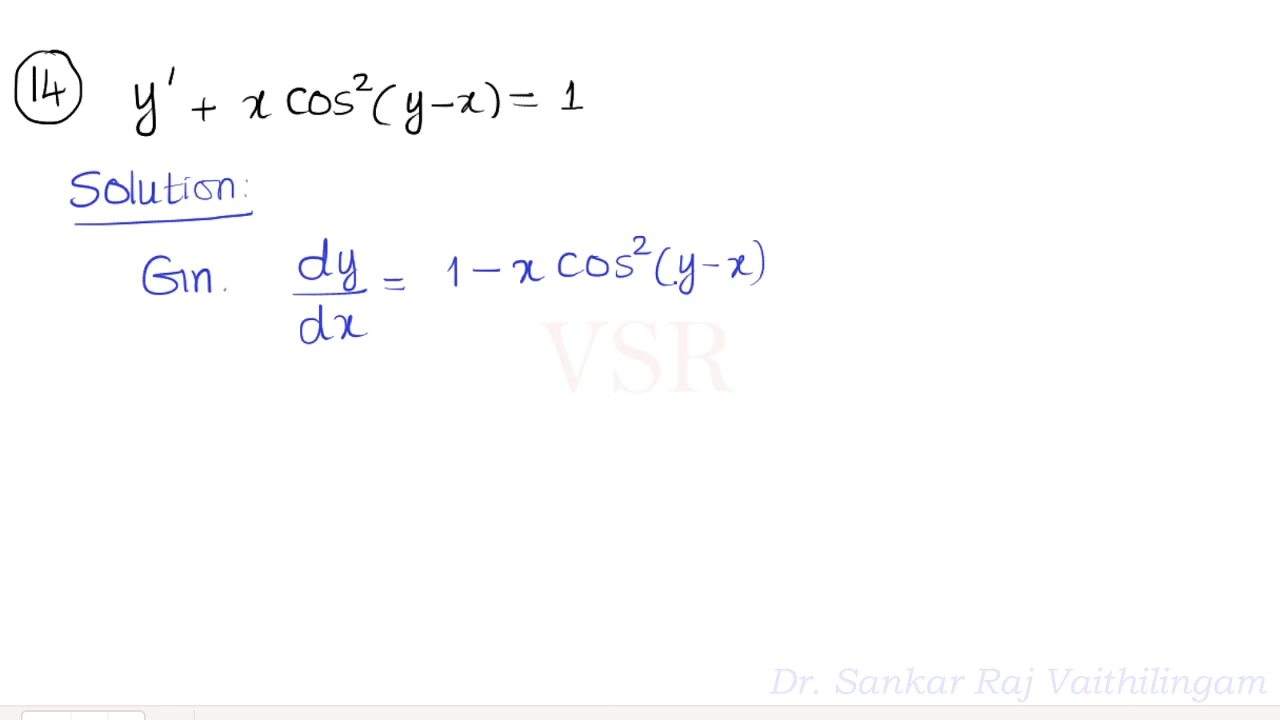 14 y' + x cos²(y-x) = 1
Solution:
Gn. dy/dx = 1 - x cos²(y-x)
VSR
Dr. Sankar Raj Vaithilingam